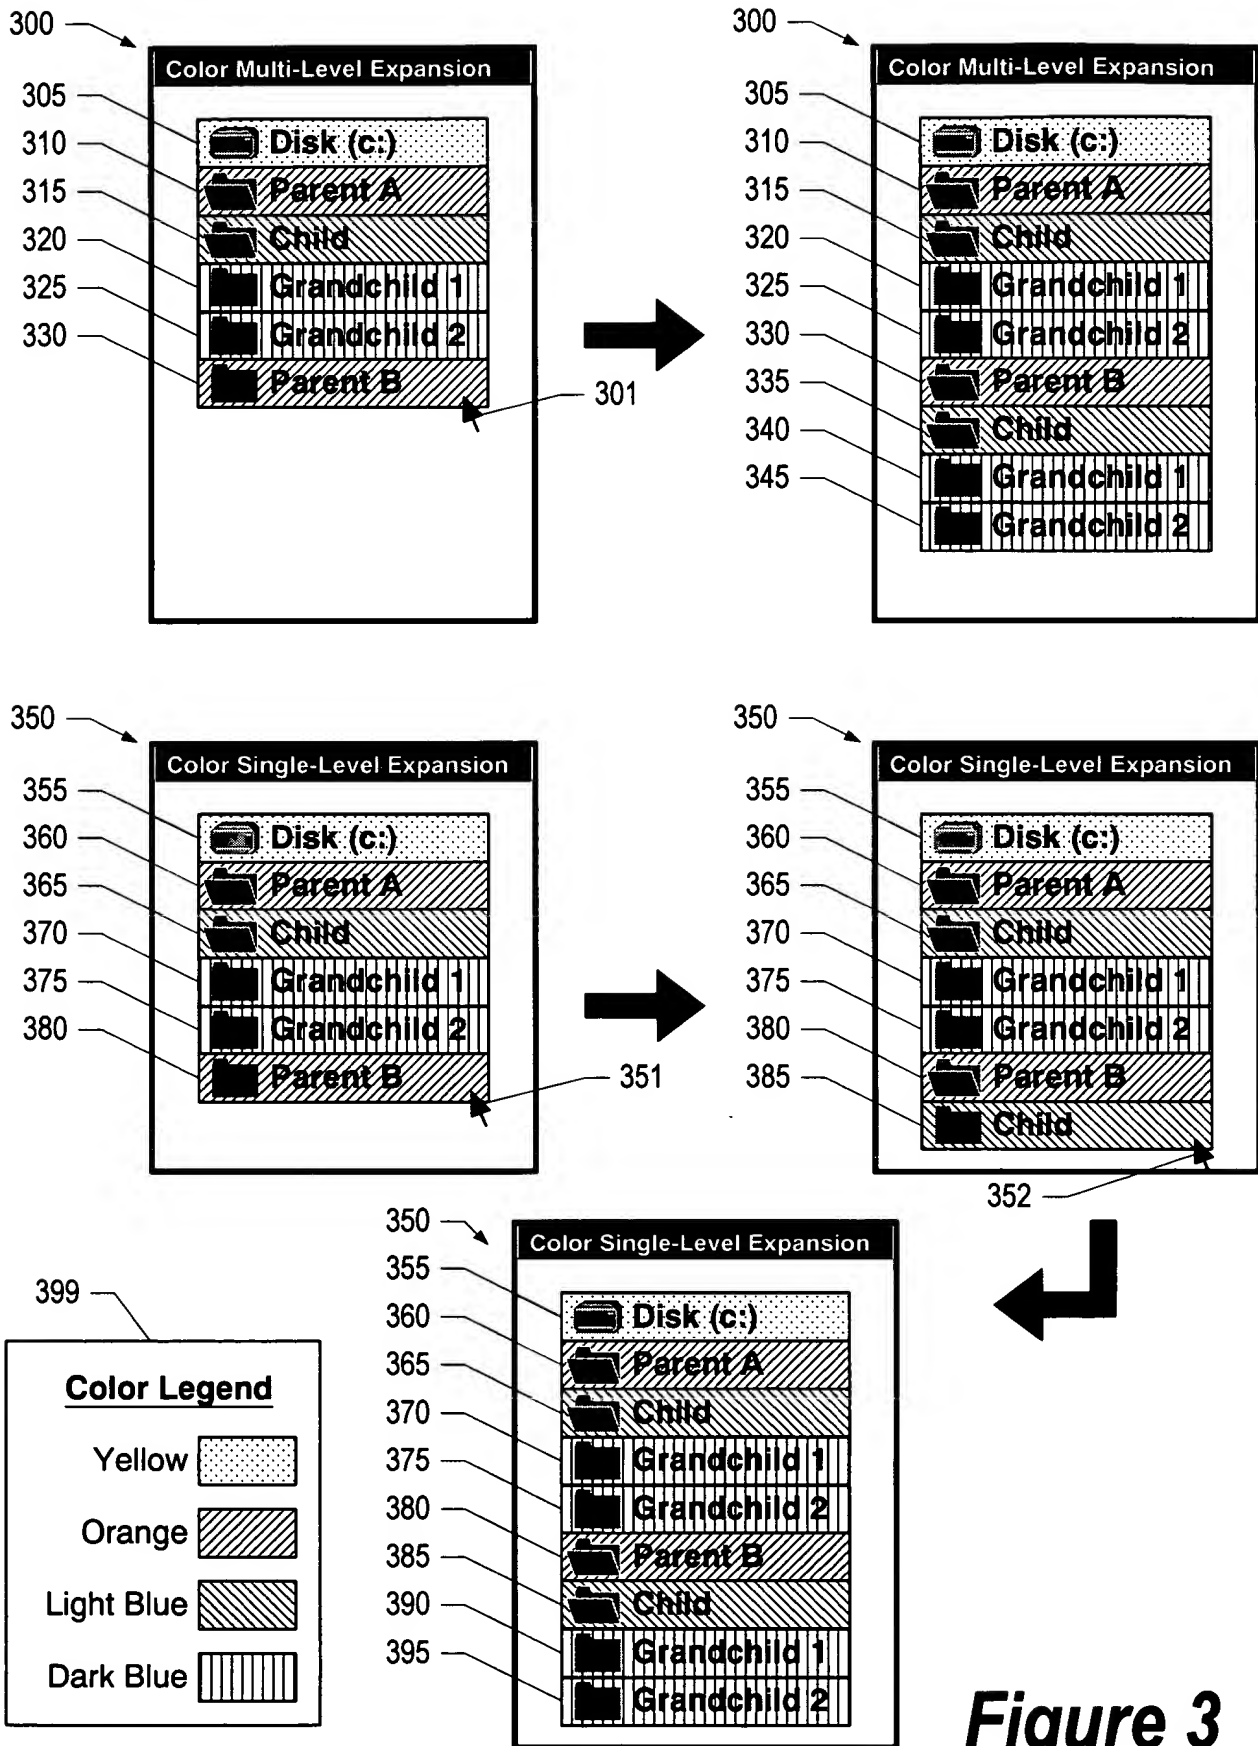 300
Color Multi-Level Expansion
305
Disk (c:)
310
Parent A
315
Child
320
Grandchild 1
325
Grandchild 2
330
Parent B
301
300
Color Multi-Level Expansion
305
Disk (c:)
310
Parent A
315
Child
320
Grandchild 1
325
Grandchild 2
330
Parent B
335
Child
340
Grandchild 1
345
Grandchild 2
350
Color Single-Level Expansion
355
Disk (c:)
360
Parent A
365
Child
370
Grandchild 1
375
Grandchild 2
380
Parent B
351
350
Color Single-Level Expansion
355
Disk (c:)
360
Parent A
365
Child
370
Grandchild 1
375
Grandchild 2
380
Parent B
385
Child
352
350
Color Single-Level Expansion
355
Disk (c:)
360
Parent A
365
Child
370
Grandchild 1
375
Grandchild 2
380
Parent B
385
Child
390
Grandchild 1
395
Grandchild 2
399
Color Legend
Yellow
Orange
Light Blue
Dark Blue
Figure 3